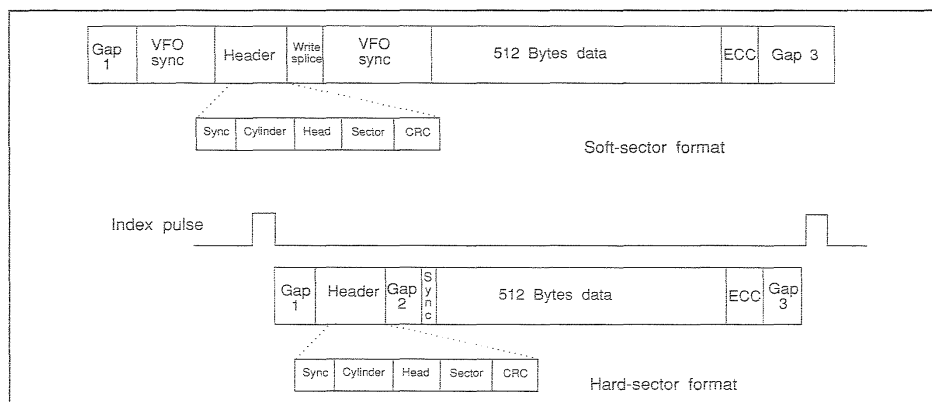 Gap 1
VFO sync
Header
Write splice
VFO sync
512 Bytes data
ECC
Gap 3
Sync
Cylinder
Head
Sector
CRC
Soft-sector format
Index pulse
Gap 1
Header
Gap 2
Sync
512 Bytes data
ECC
Gap 3
Sync
Cylinder
Head
Sector
CRC
Hard-sector format